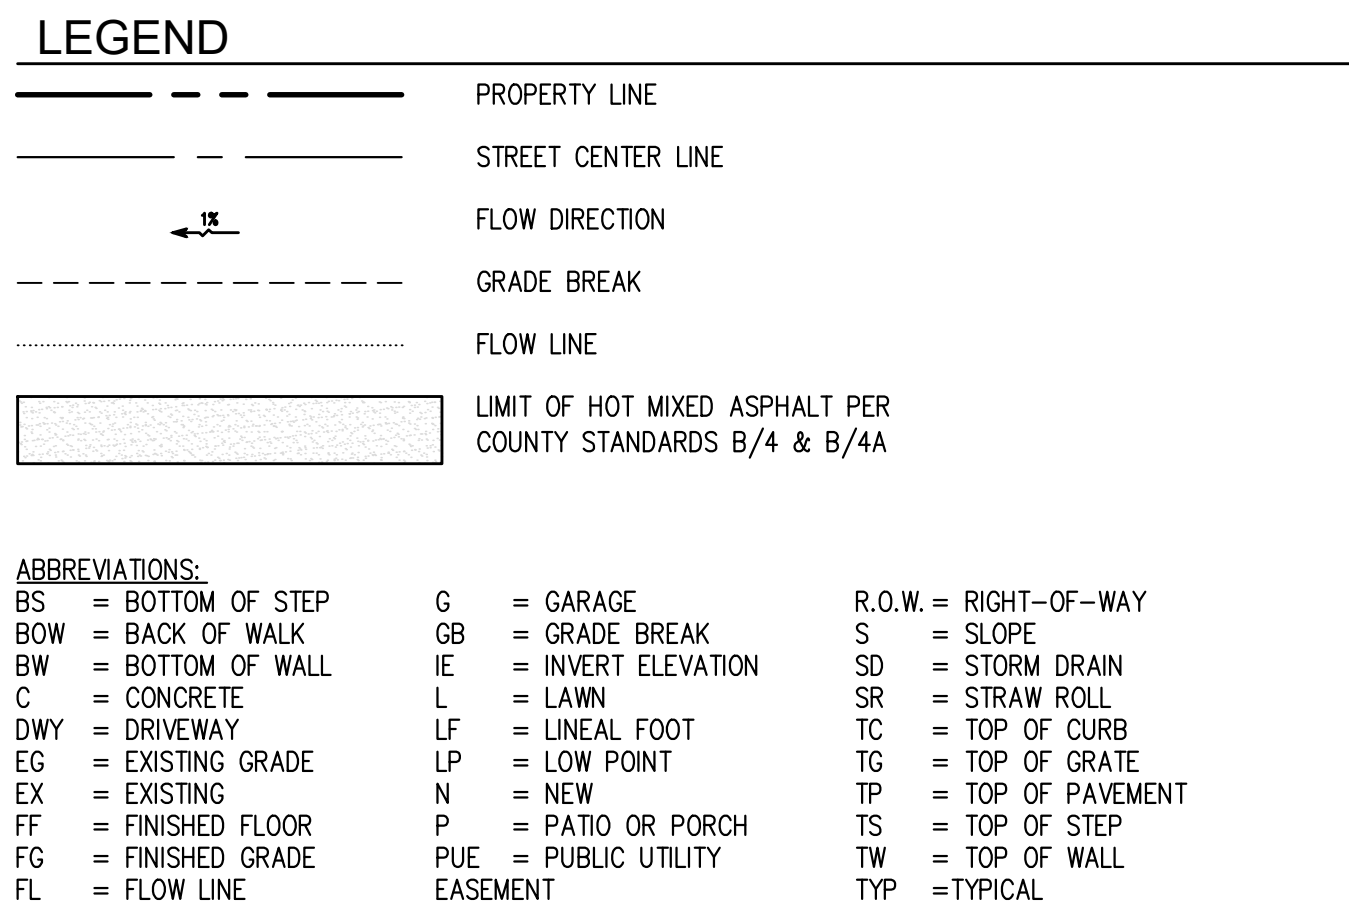 LEGEND
PROPERTY LINE
STREET CENTER LINE
1%
FLOW DIRECTION
GRADE BREAK
FLOW LINE
LIMIT OF HOT MIXED ASPHALT PER
COUNTY STANDARDS B/4 & B/4A
ABBREVIATIONS:
BS = BOTTOM OF STEP
BOW = BACK OF WALK
BW = BOTTOM OF WALL
C = CONCRETE
DWY = DRIVEWAY
EG = EXISTING GRADE
EX = EXISTING
FF = FINISHED FLOOR
FG = FINISHED GRADE
FL = FLOW LINE
G = GARAGE
GB = GRADE BREAK
IE = INVERT ELEVATION
L = LAWN
LF = LINEAL FOOT
LP = LOW POINT
N = NEW
P = PATIO OR PORCH
PUE = PUBLIC UTILITY
EASEMENT
R.O.W. = RIGHT-OF-WAY
S = SLOPE
SD = STORM DRAIN
SR = STRAW ROLL
TC = TOP OF CURB
TG = TOP OF GRATE
TP = TOP OF PAVEMENT
TS = TOP OF STEP
TW = TOP OF WALL
TYP =TYPICAL